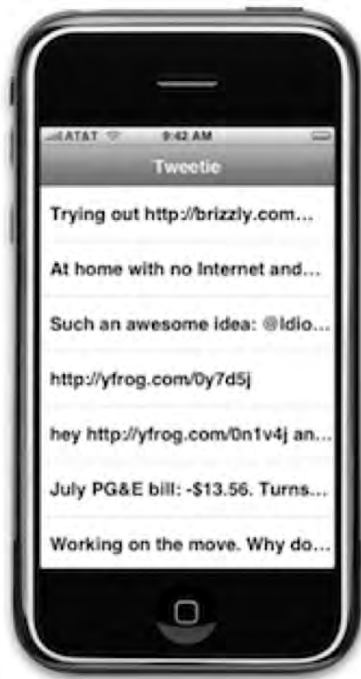 AT&T 9:42 AM
Tweetie
Trying out http://brizzly.com...
At home with no Internet and...
Such an awesome idea: @Idio...
http://yfrog.com/0y7d5j
hey http://yfrog.com/0n1v4j an...
July PG&E bill: -$13.56. Turns...
Working on the move. Why do...